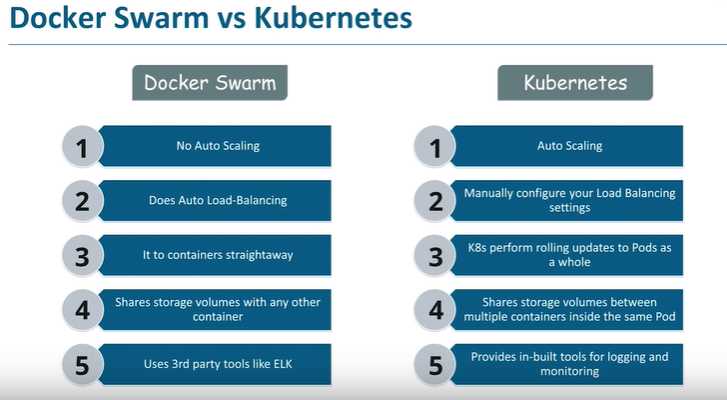 Docker Swarm vs Kubernetes
Docker Swarm
1
No Auto Scaling
2
Does Auto Load-Balancing
3
It to containers straightaway
4
Shares storage volumes with any other
container
5
Uses 3rd party tools like ELK
Kubernetes
1
Auto Scaling
2
Manually configure your Load Balancing
settings
3
K8s perform rolling updates to Pods as
a whole
4
Shares storage volumes between
multiple containers inside the same Pod
5
Provides in-built tools for logging and
monitoring